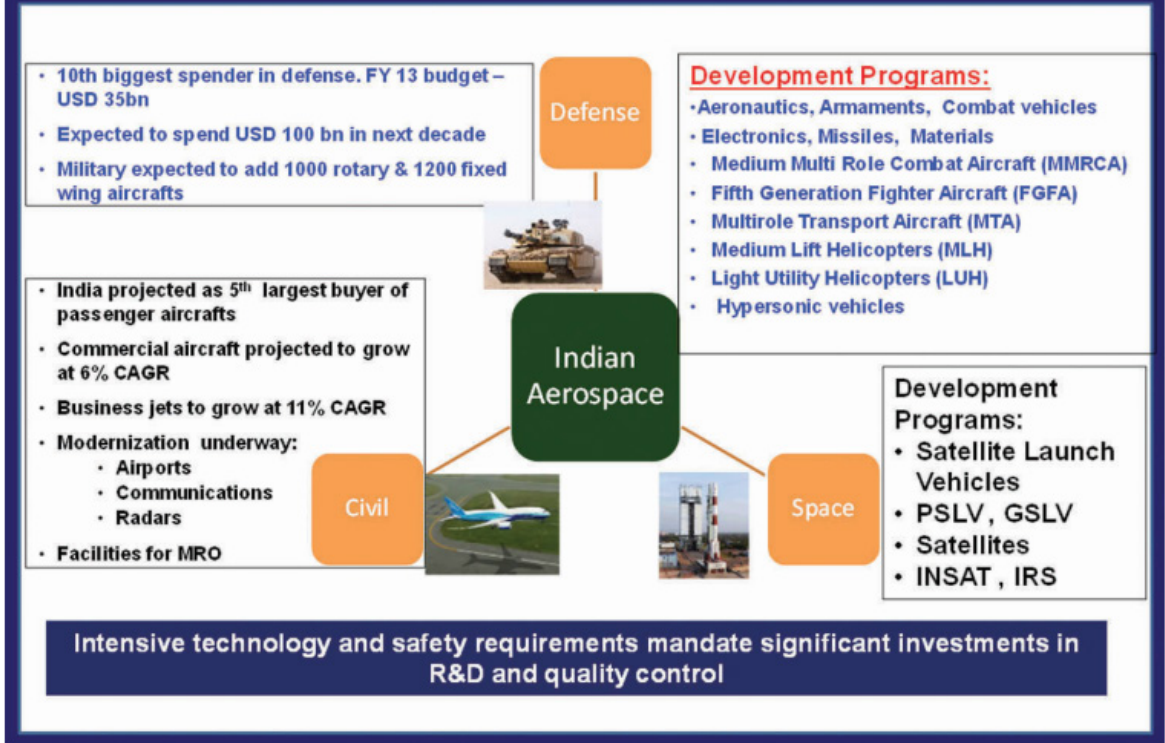 • 10th biggest spender in defense. FY 13 budget –
USD 35bn
• Expected to spend USD 100 bn in next decade
• Military expected to add 1000 rotary & 1200 fixed
wing aircrafts
Defense
Development Programs:
•Aeronautics, Armaments, Combat vehicles
•Electronics, Missiles, Materials
• Medium Multi Role Combat Aircraft (MMRCA)
• Fifth Generation Fighter Aircraft (FGFA)
• Multirole Transport Aircraft (MTA)
• Medium Lift Helicopters (MLH)
• Light Utility Helicopters (LUH)
• Hypersonic vehicles
• India projected as 5th largest buyer of
passenger aircrafts
• Commercial aircraft projected to grow
at 6% CAGR
• Business jets to grow at 11% CAGR
• Modernization underway:
• Airports
• Communications
• Radars
• Facilities for MRO
Civil
Indian
Aerospace
Space
Development
Programs:
• Satellite Launch
Vehicles
• PSLV , GSLV
• Satellites
• INSAT , IRS
Intensive technology and safety requirements mandate significant investments in
R&D and quality control